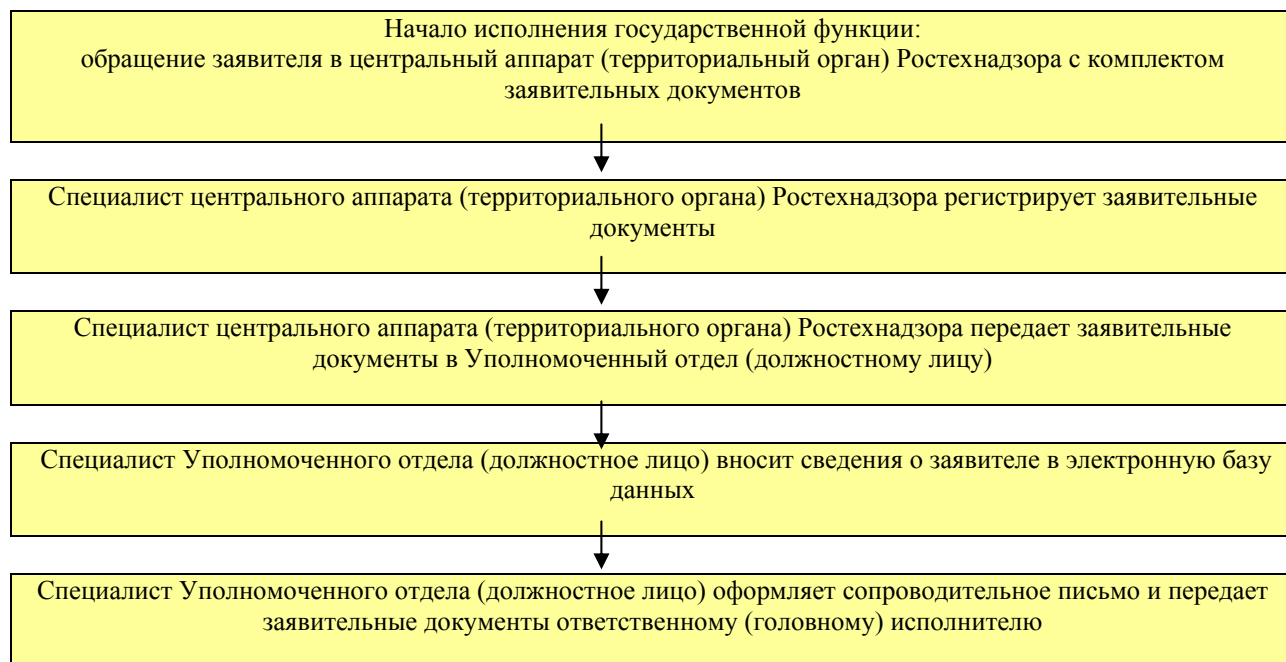 Начало исполнения государственной функции:
обращение заявителя в центральный аппарат (территориальный орган) Ростехнадзора с комплектом
заявительных документов
Специалист центрального аппарата (территориального органа) Ростехнадзора регистрирует заявительные
документы
Специалист центрального аппарата (территориального органа) Ростехнадзора передает заявительные
документы в Уполномоченный отдел (должностному лицу)
Специалист Уполномоченного отдела (должностное лицо) вносит сведения о заявителе в электронную базу
данных
Специалист Уполномоченного отдела (должностное лицо) оформляет сопроводительное письмо и передает
заявительные документы ответственному (головному) исполнителю